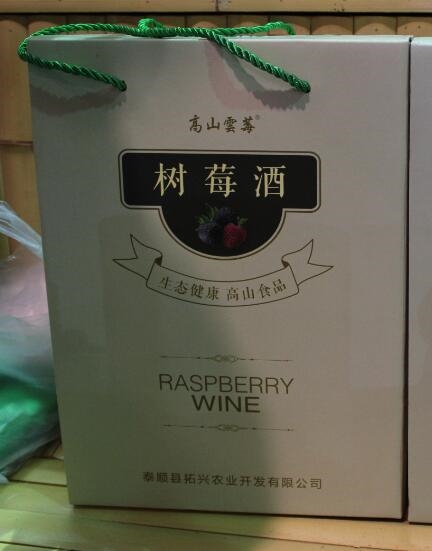 高山雲莓®
树莓酒
生态健康 高山食品
RASPBERRY
WINE
泰顺县拓兴农业开发有限公司